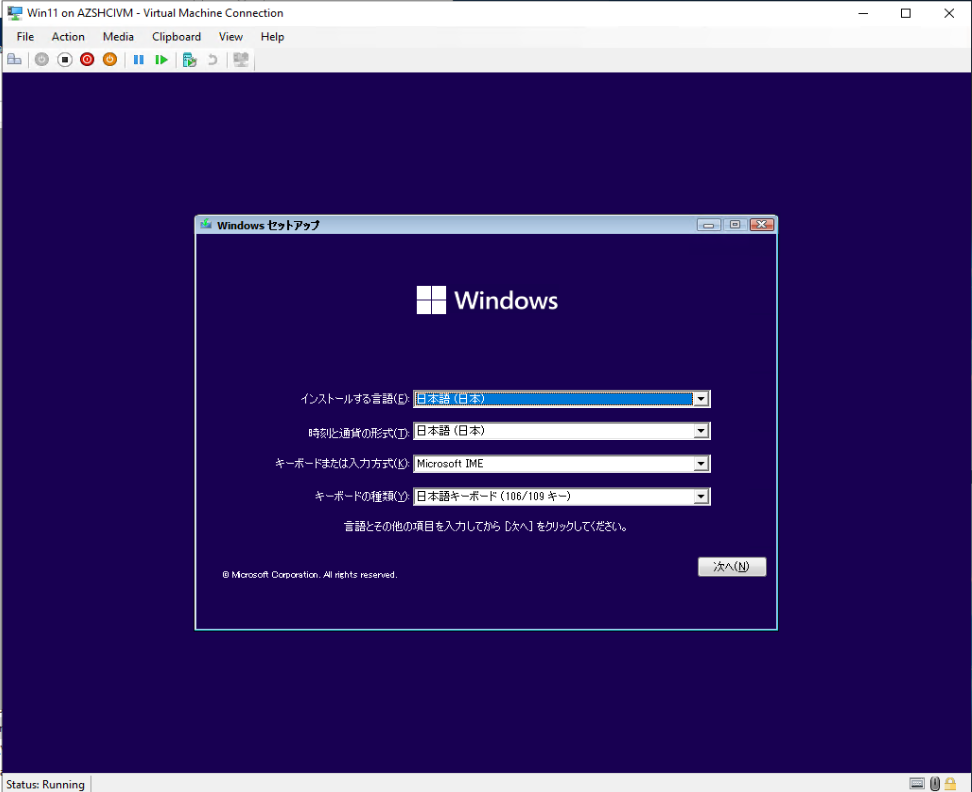 Win11 on AZSHCIVM - Virtual Machine Connection
File Action Media Clipboard View Help
Windows セットアップ
Windows
インストールする言語(E): 日本語 (日本)
時刻と通貨の形式(T): 日本語 (日本)
キーボードまたは入力方式(K): Microsoft IME
キーボードの種類(Y): 日本語キーボード (106/109 キー)
言語とその他の項目を入力してから [次へ] をクリックしてください。
© Microsoft Corporation. All rights reserved.
次へ(N)
Status: Running